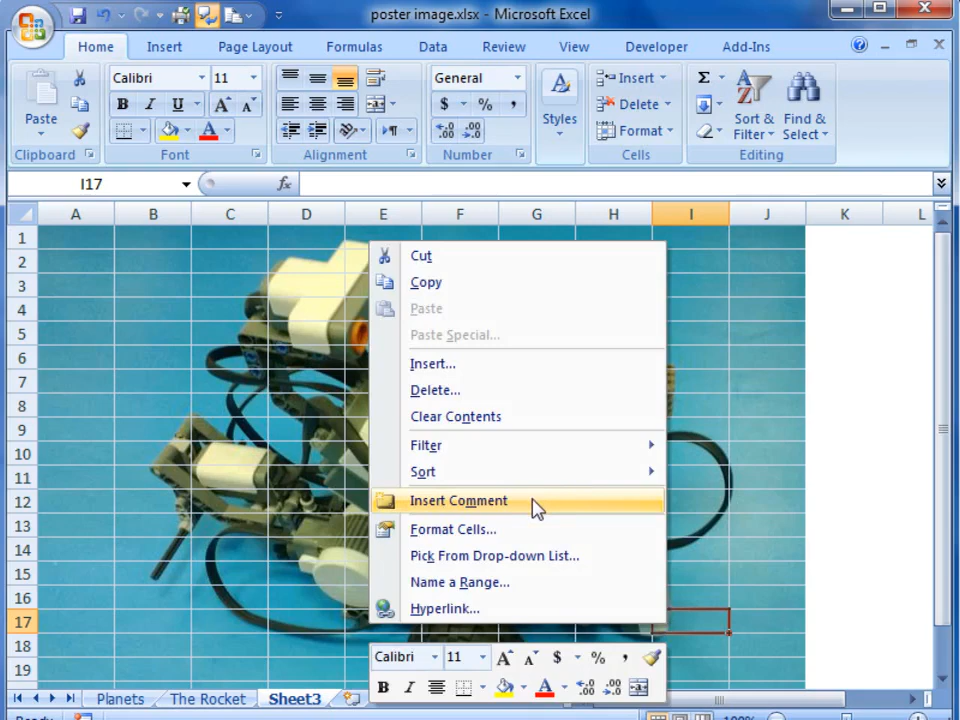 poster image.xlsx - Microsoft Excel
Home Insert Page Layout Formulas Data Review View Developer Add-Ins
Calibri 11 General Insert
Paste B I U A A $ % , Styles Delete Sort & Filter Find & Select
Format
Clipboard Font Alignment Number Cells Editing
I17 fx
A B C D E F G H I J K L
1
2
3
4
5
6
7
8
9
10
11
12
13
14
15
16
17
18
19
Cut
Copy
Paste
Paste Special...
Insert...
Delete...
Clear Contents
Filter
Sort
Insert Comment
Format Cells...
Pick From Drop-down List...
Name a Range...
Hyperlink...
Calibri 11 A A $ % ,
B I A
Planets The Rocket Sheet3
Ready 100%